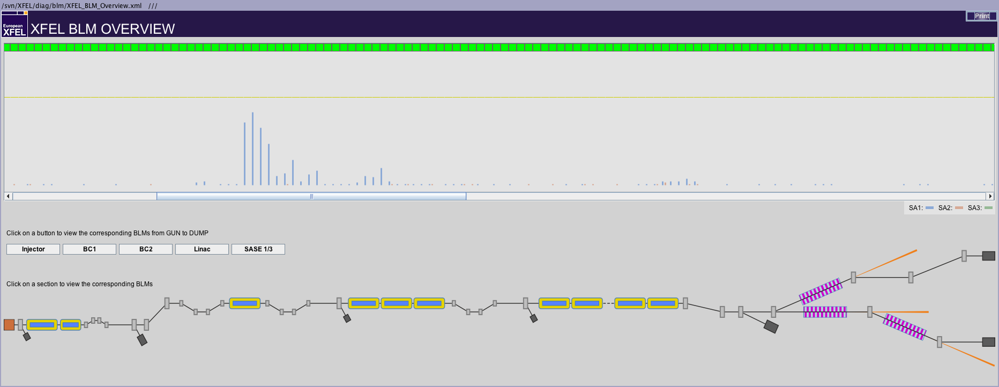 /svn/XFEL/diag/blm/XFEL_BLM_Overview.xml ///
Print
European
XFEL
XFEL BLM OVERVIEW
SA1: SA2: SA3:
Click on a button to view the corresponding BLMs from GUN to DUMP
Injector BC1 BC2 Linac SASE 1/3
Click on a section to view the corresponding BLMs